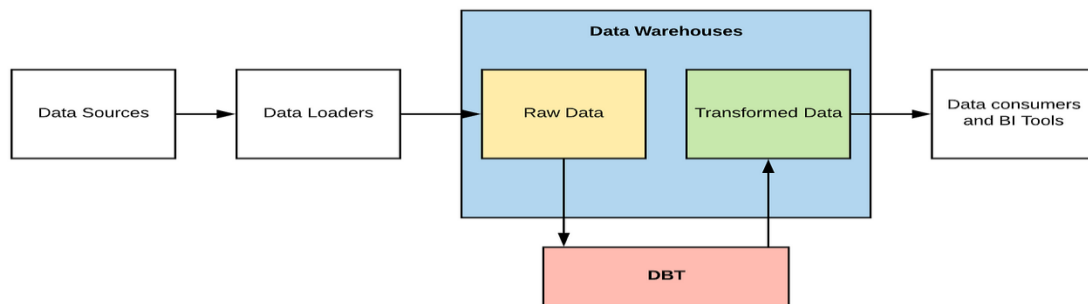 Data Warehouses
Data Sources
Data Loaders
Raw Data
Transformed Data
Data consumers
and BI Tools
DBT